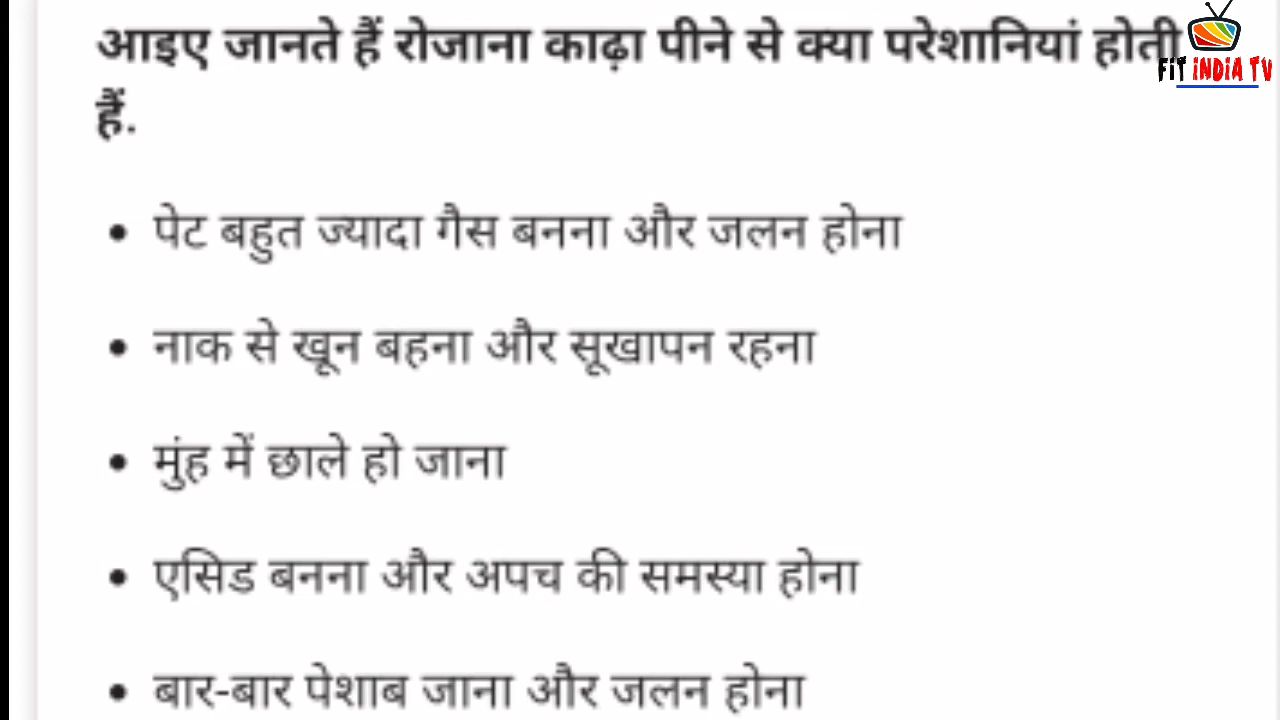 आइए जानते हैं रोजाना काढ़ा पीने से क्या परेशानियां होती
हैं.
FiT iNDiA TV
• पेट बहुत ज्यादा गैस बनना और जलन होना
• नाक से खून बहना और सूखापन रहना
• मुंह में छाले हो जाना
• एसिड बनना और अपच की समस्या होना
• बार-बार पेशाब जाना और जलन होना